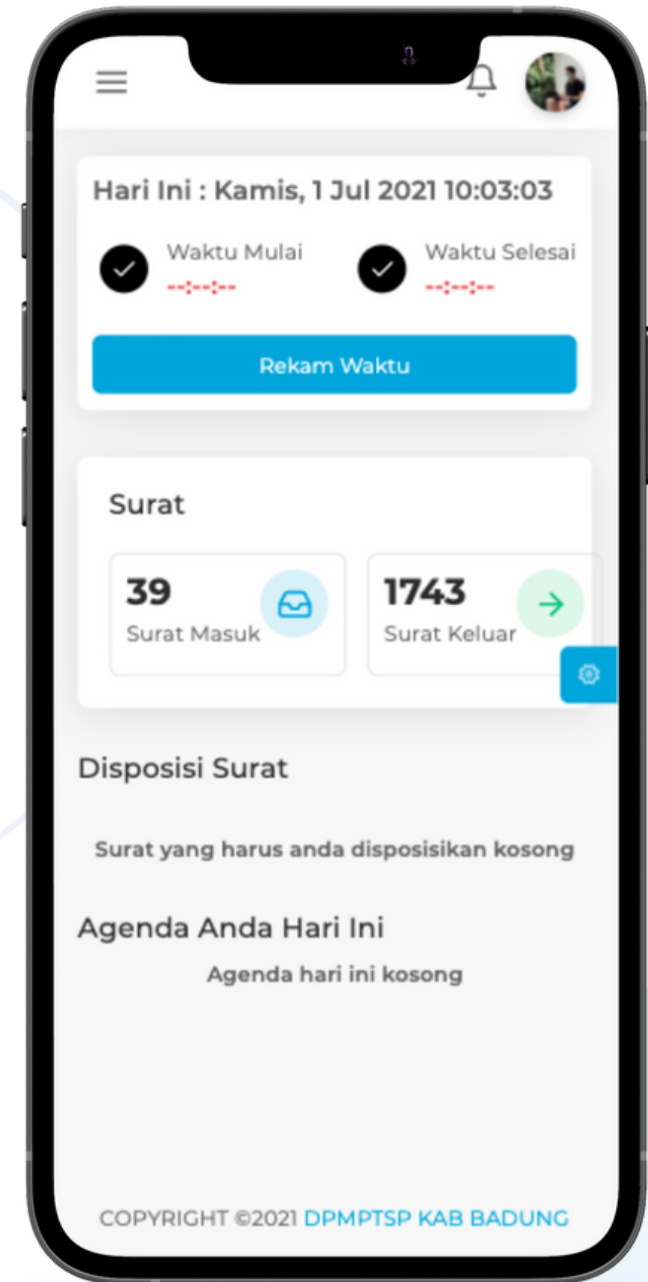 Hari Ini : Kamis, 1 Jul 2021 10:03:03
Waktu Mulai Waktu Selesai
--:--:-- --:--:--
Rekam Waktu
Surat
39 1743
Surat Masuk Surat Keluar
Disposisi Surat
Surat yang harus anda disposisikan kosong
Agenda Anda Hari Ini
Agenda hari ini kosong
COPYRIGHT ©2021 DPMPTSP KAB BADUNG